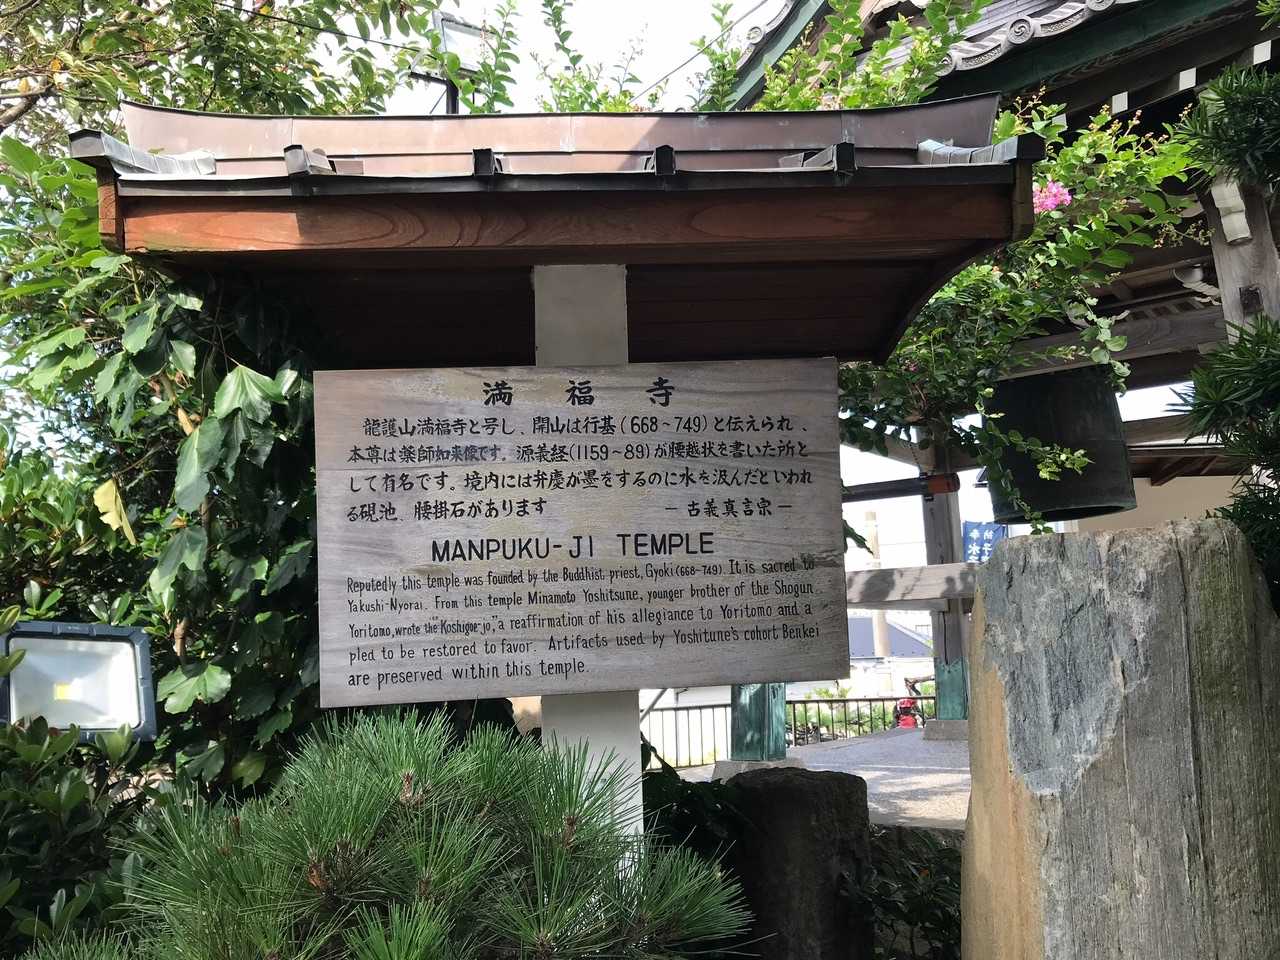 満福寺
龍護山満福寺と号し、開山は行基(668~749)と伝えられ、
本尊は薬師如来像です。源義経(1159~89)が腰越状を書いた所と
して有名です。境内には弁慶が墨をするのに水を汲んだといわれ
る硯池、腰掛石があります　－古義真言宗－
MANPUKU-JI TEMPLE
Reputedly this temple was founded by the Buddhist priest, Gyoki(668-749). It is sacred to
Yakushi-Nyorai. From this temple Minamoto Yoshitsune, younger brother of the Shogun
Yoritomo, wrote the "Koshigoe-jo," a reaffirmation of his allegiance to Yoritomo and a
pled to be restored to favor. Artifacts used by Yoshitune's cohort Benkei
are preserved within this temple.